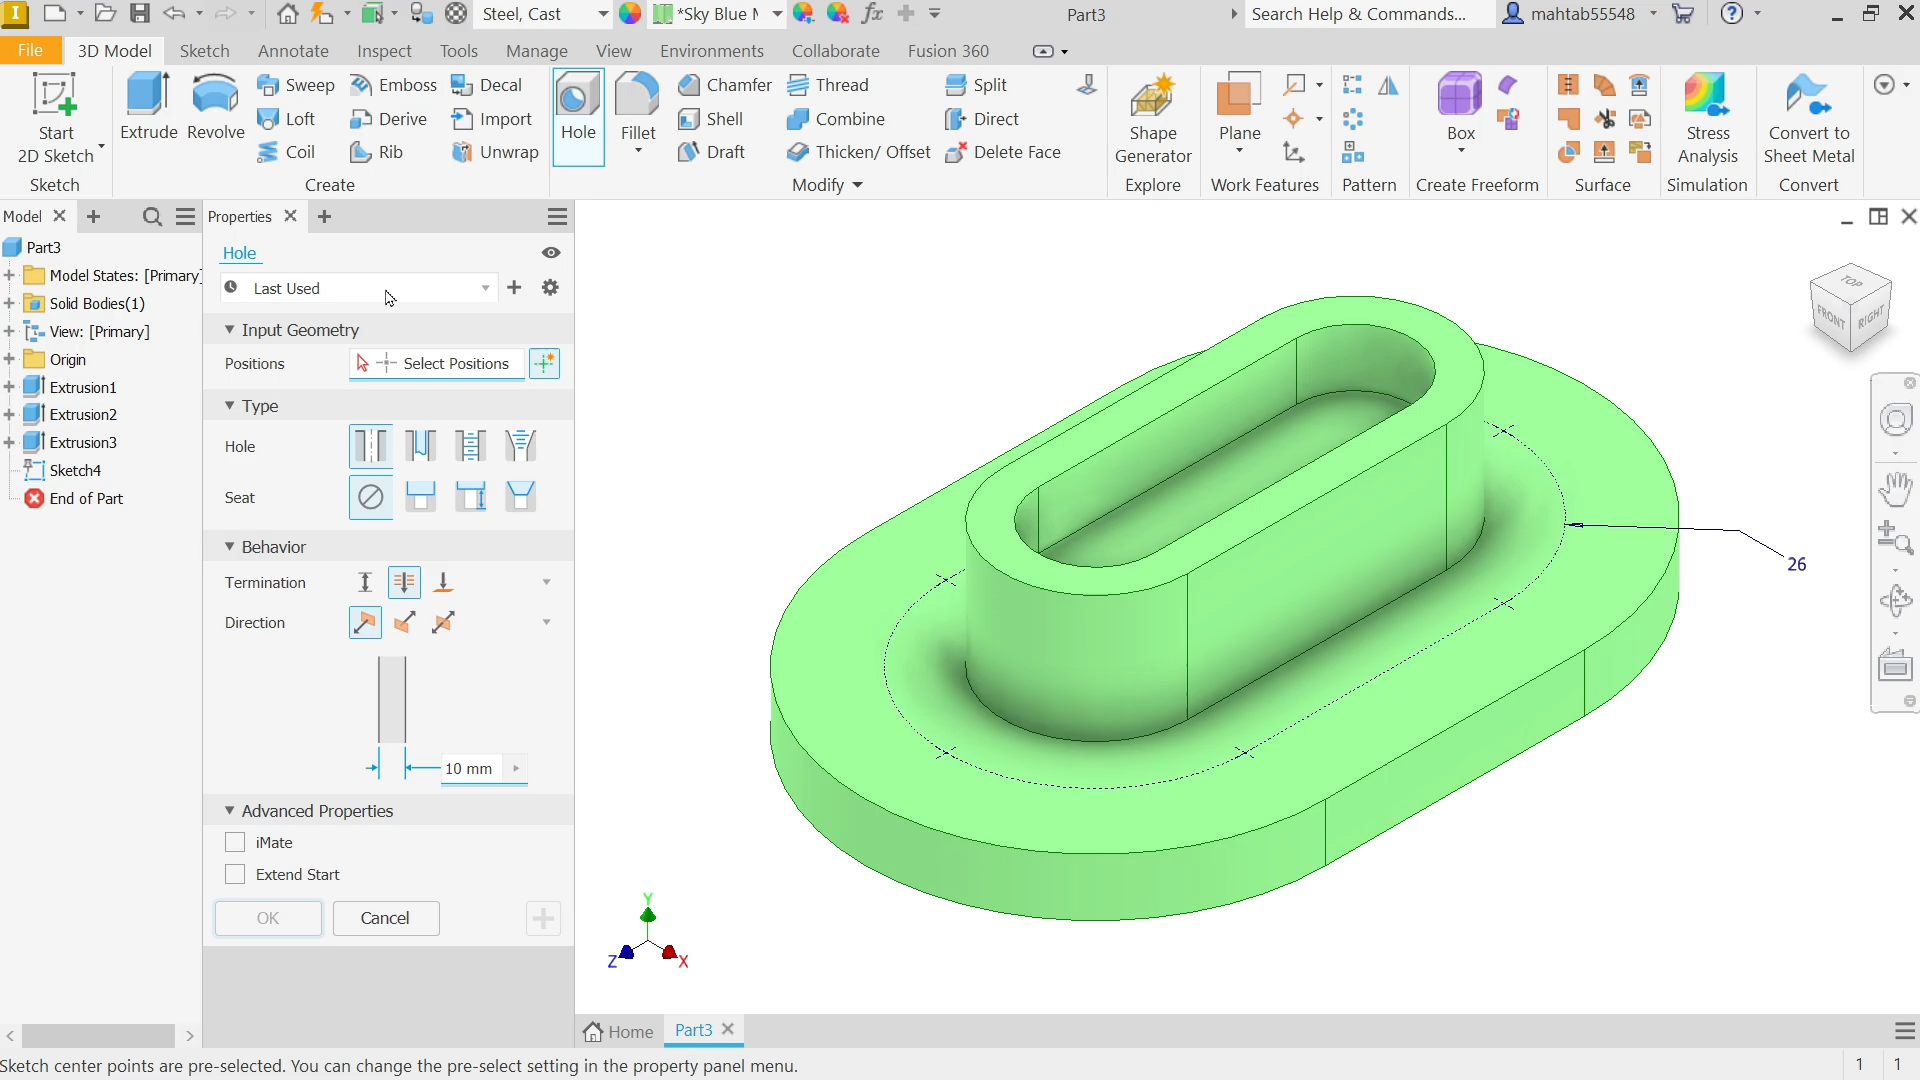 Steel, Cast
*Sky Blue M
fx
Part3
Search Help & Commands...
mahtab55548
File
3D Model
Sketch
Annotate
Inspect
Tools
Manage
View
Environments
Collaborate
Fusion 360
Start
2D Sketch
Sketch
Extrude
Revolve
Sweep
Emboss
Decal
Loft
Derive
Import
Coil
Rib
Unwrap
Create
Hole
Fillet
Chamfer
Thread
Split
Shell
Combine
Direct
Draft
Thicken/ Offset
Delete Face
Modify
Shape
Generator
Explore
Plane
Work Features
Pattern
Box
Create Freeform
Surface
Stress
Analysis
Simulation
Convert to
Sheet Metal
Convert
Model
Part3
Model States: [Primary]
Solid Bodies(1)
View: [Primary]
Origin
Extrusion1
Extrusion2
Extrusion3
Sketch4
End of Part
Properties
Hole
Last Used
Input Geometry
Positions
Select Positions
Type
Hole
Seat
Behavior
Termination
Direction
10 mm
Advanced Properties
iMate
Extend Start
OK
Cancel
26
TOP
FRONT
RIGHT
Y
Z
X
Home
Part3
Sketch center points are pre-selected. You can change the pre-select setting in the property panel menu.
1
1